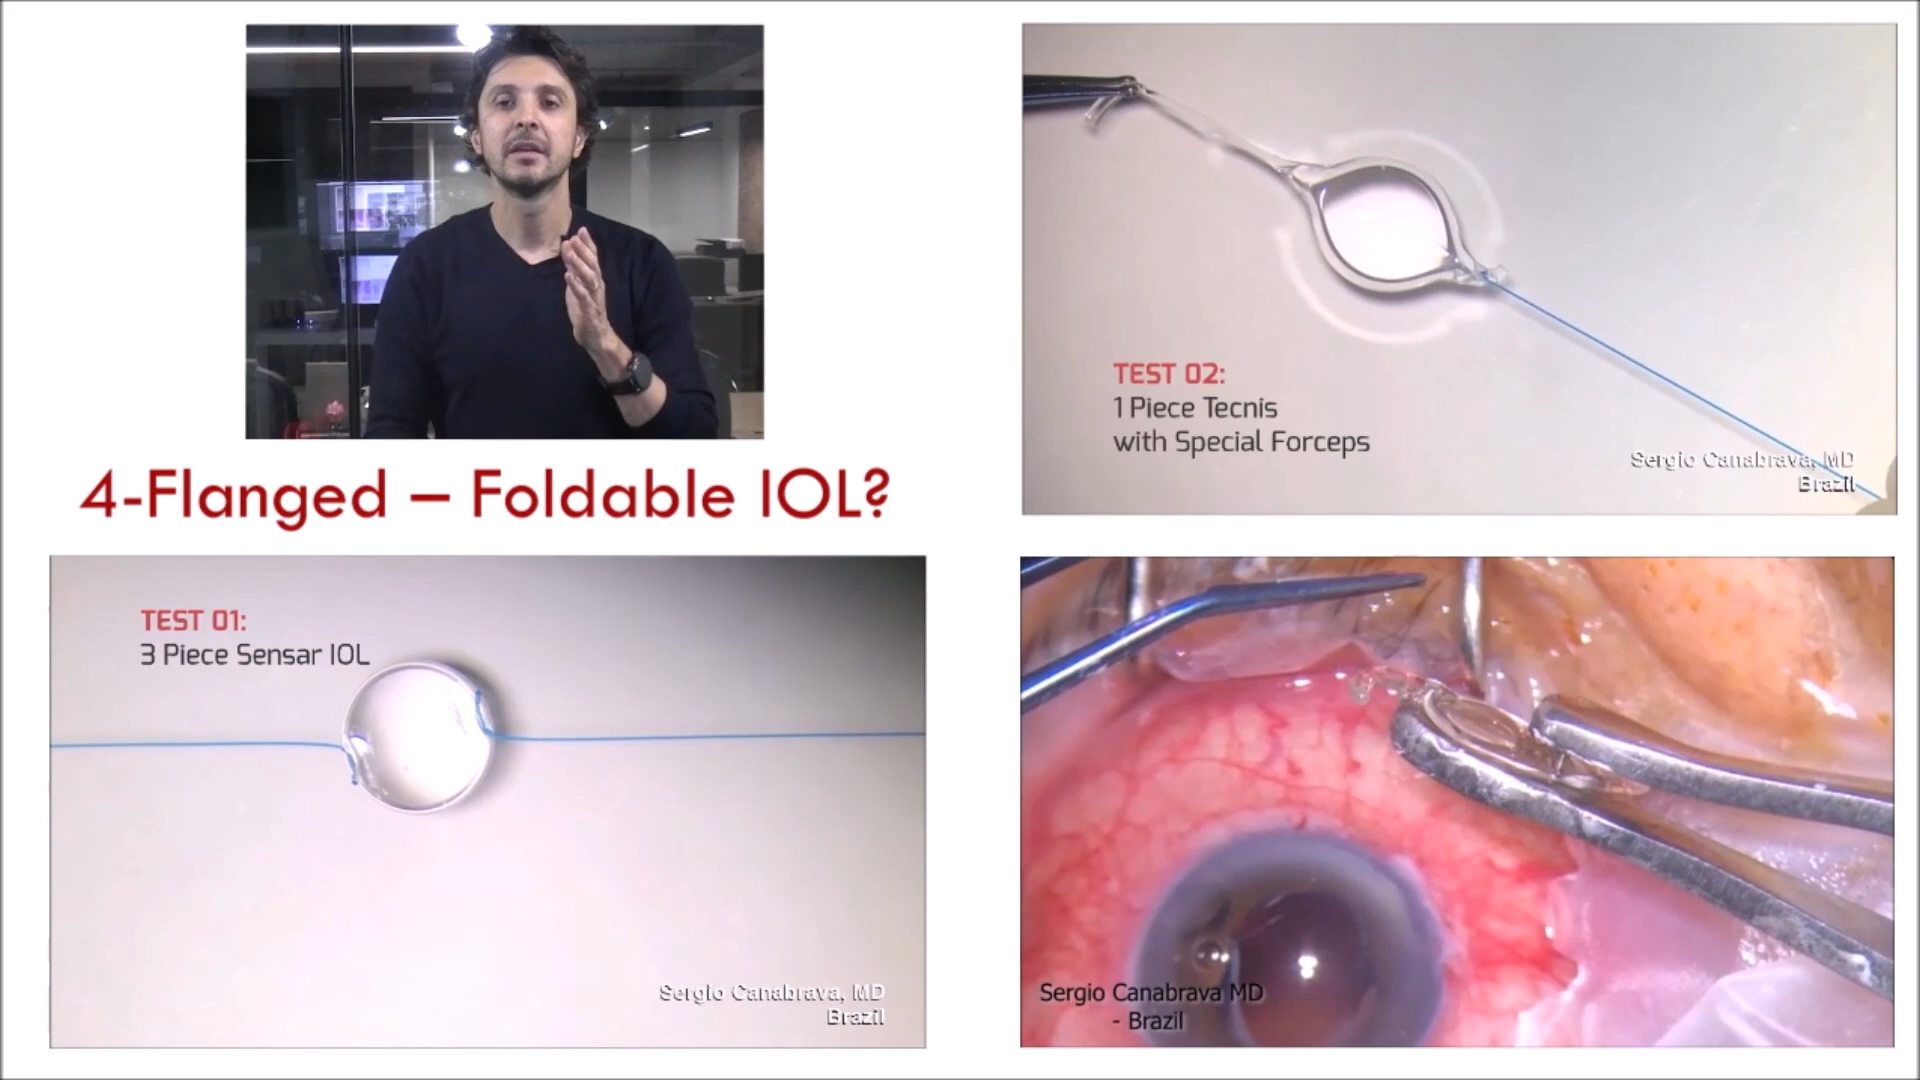 4-Flanged – Foldable IOL?
TEST 02:
1 Piece Tecnis
with Special Forceps
Sergio Canabrava, MD
Brazil
TEST 01:
3 Piece Sensar IOL
Sergio Canabrava, MD
Brazil
Sergio Canabrava MD
- Brazil